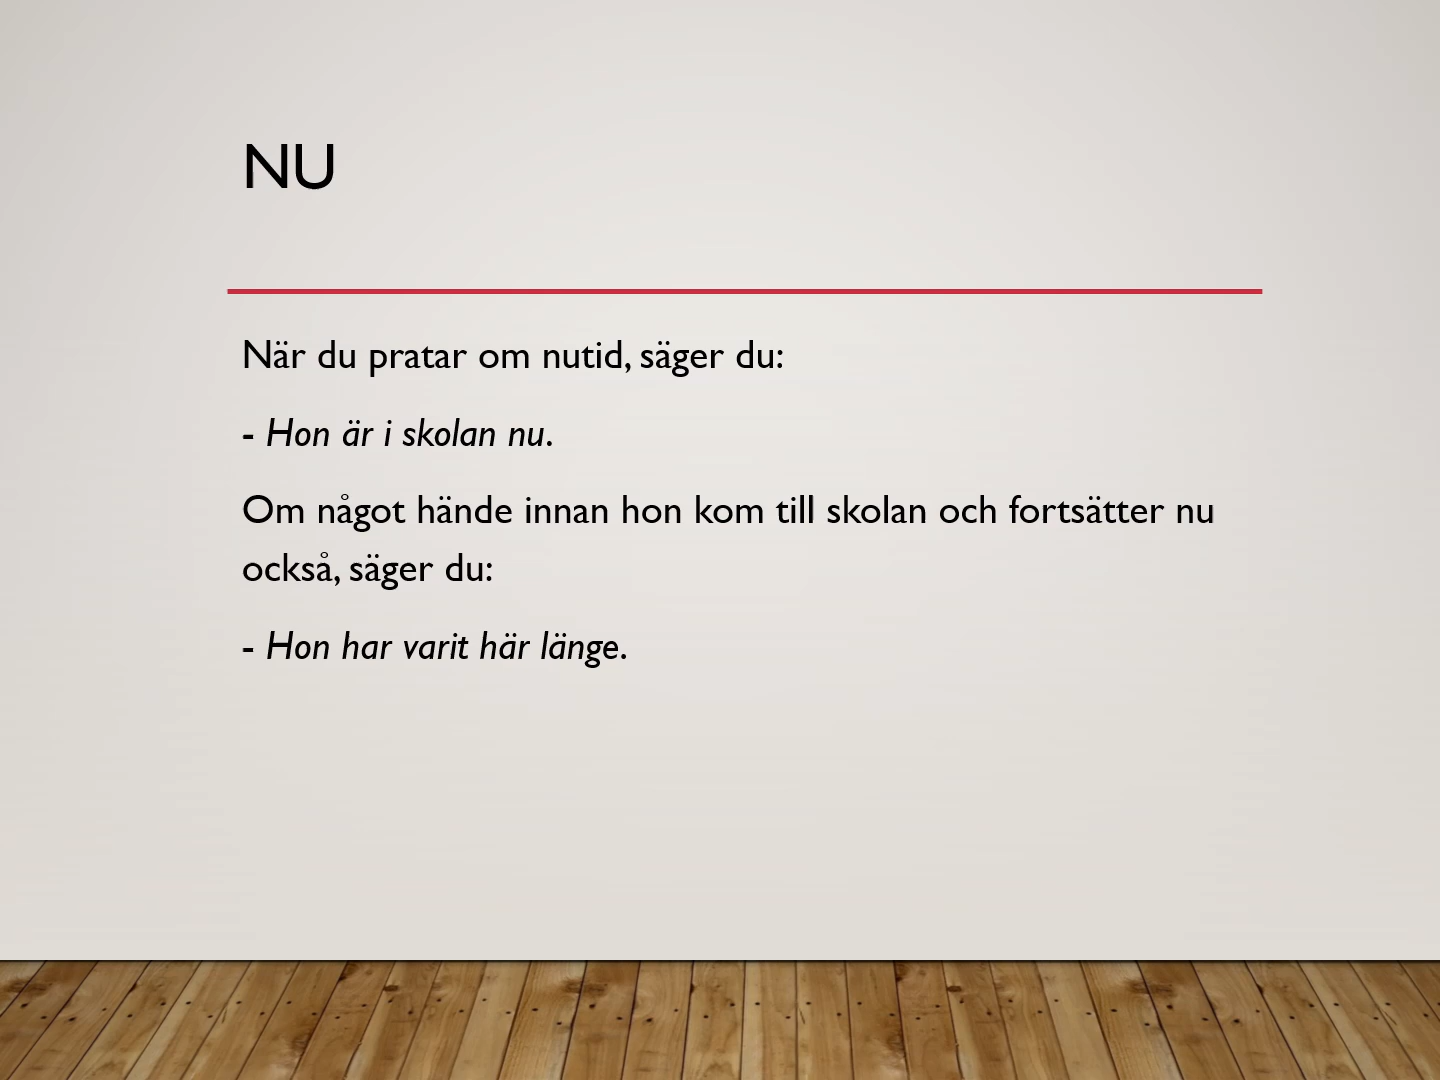 NU
När du pratar om nutid, säger du:
- Hon är i skolan nu.
Om något hände innan hon kom till skolan och fortsätter nu
också, säger du:
- Hon har varit här länge.